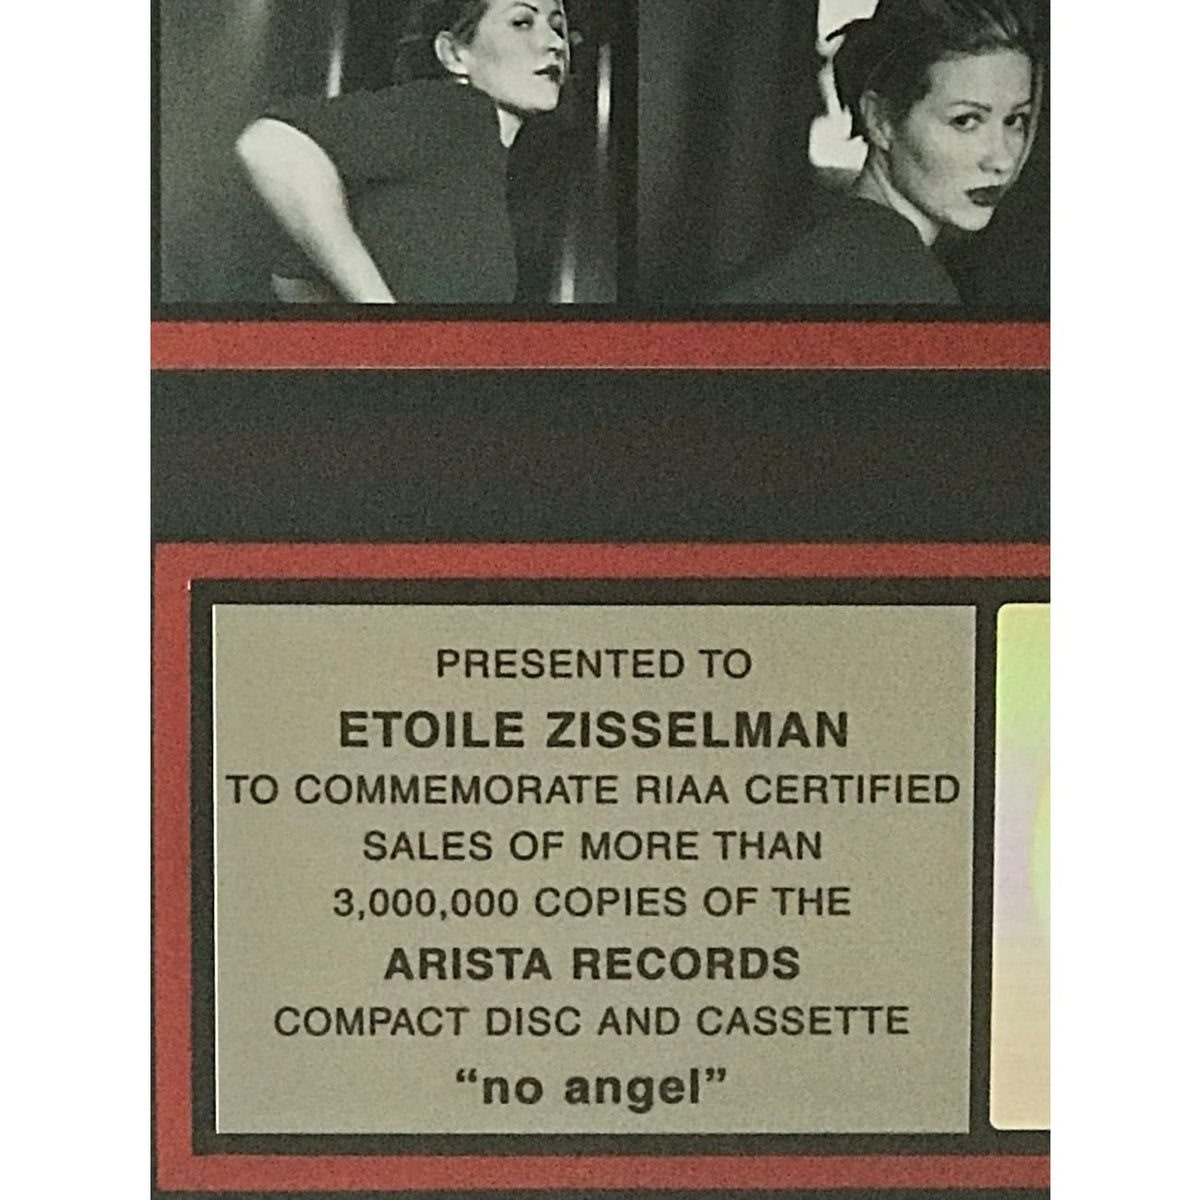 PRESENTED TO
ETOILE ZISSELMAN
TO COMMEMORATE RIAA CERTIFIED
SALES OF MORE THAN
3,000,000 COPIES OF THE
ARISTA RECORDS
COMPACT DISC AND CASSETTE
“no angel”